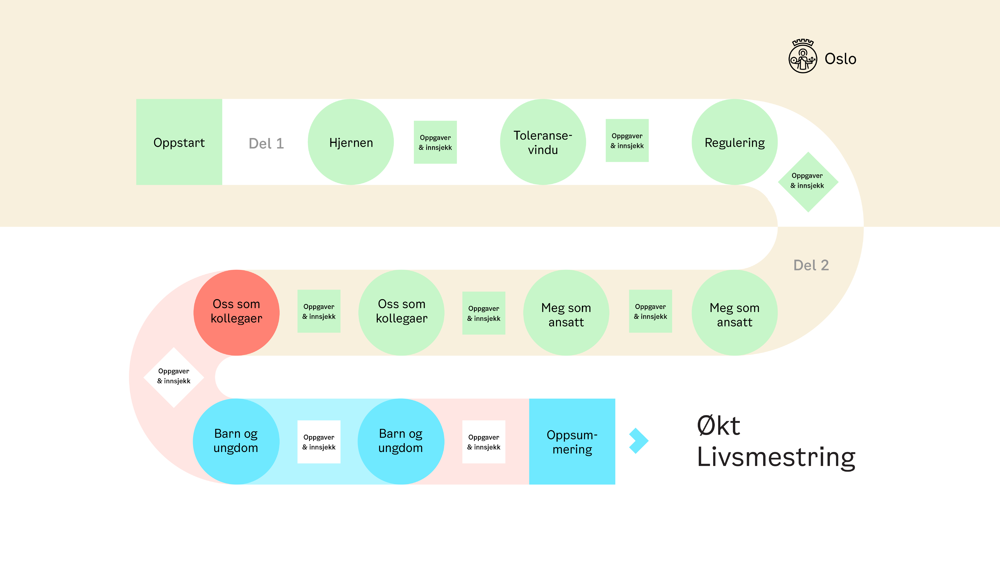 Oslo
Oppstart
Del 1
Hjernen
Oppgaver
& innsjekk
Toleranse-
vindu
Oppgaver
& innsjekk
Regulering
Oppgaver
& innsjekk
Del 2
Meg som
ansatt
Oppgaver
& innsjekk
Meg som
ansatt
Oppgaver
& innsjekk
Oss som
kollegaer
Oppgaver
& innsjekk
Oss som
kollegaer
Oppgaver
& innsjekk
Barn og
ungdom
Oppgaver
& innsjekk
Barn og
ungdom
Oppgaver
& innsjekk
Oppsum-
mering
Økt
Livsmestring